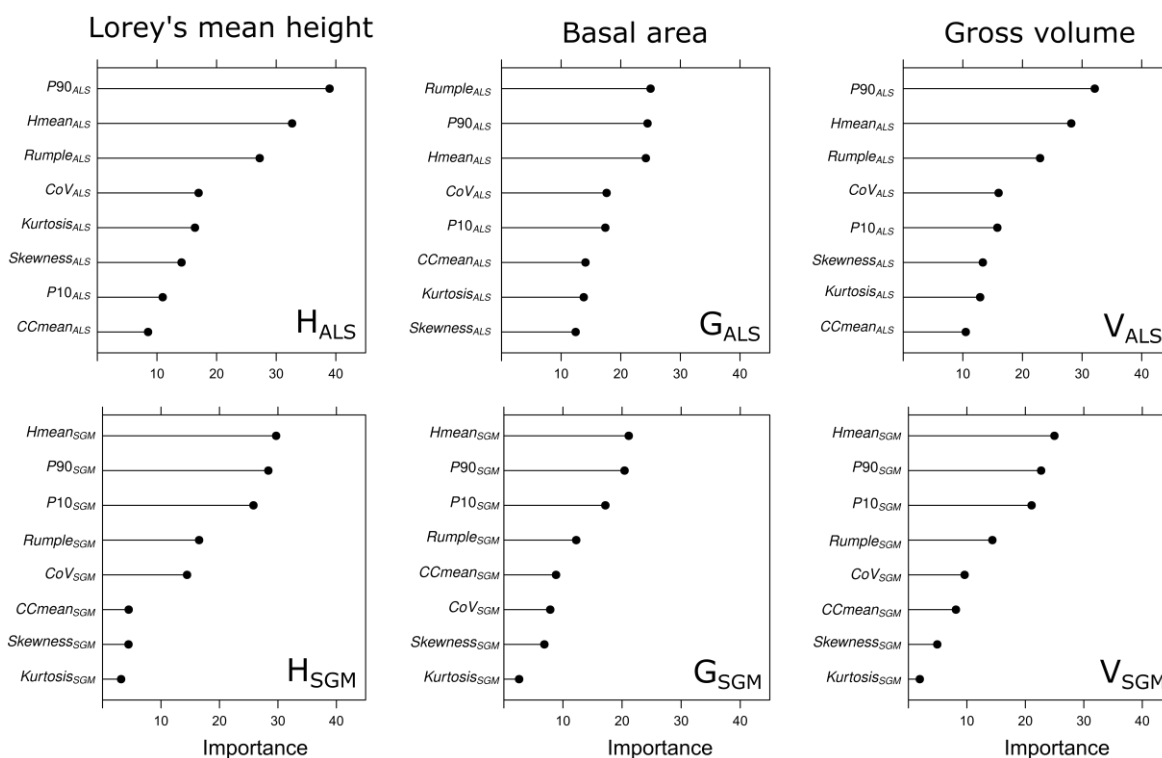 Lorey's mean height
Basal area
Gross volume
P90ALS
HmeanALS
RumpleALS
CoVALS
KurtosisALS
SkewnessALS
P10ALS
CCmeanALS
HALS
10 20 30 40
RumpleALS
P90ALS
HmeanALS
CoVALS
P10ALS
CCmeanALS
KurtosisALS
SkewnessALS
GALS
10 20 30 40
P90ALS
HmeanALS
RumpleALS
CoVALS
P10ALS
SkewnessALS
KurtosisALS
CCmeanALS
VALS
10 20 30 40
HmeanSGM
P90SGM
P10SGM
RumpleSGM
CoVSGM
CCmeanSGM
SkewnessSGM
KurtosisSGM
HSGM
10 20 30 40
Importance
HmeanSGM
P90SGM
P10SGM
RumpleSGM
CCmeanSGM
CoVSGM
SkewnessSGM
KurtosisSGM
GSGM
10 20 30 40
Importance
HmeanSGM
P90SGM
P10SGM
RumpleSGM
CoVSGM
CCmeanSGM
SkewnessSGM
KurtosisSGM
VSGM
10 20 30 40
Importance